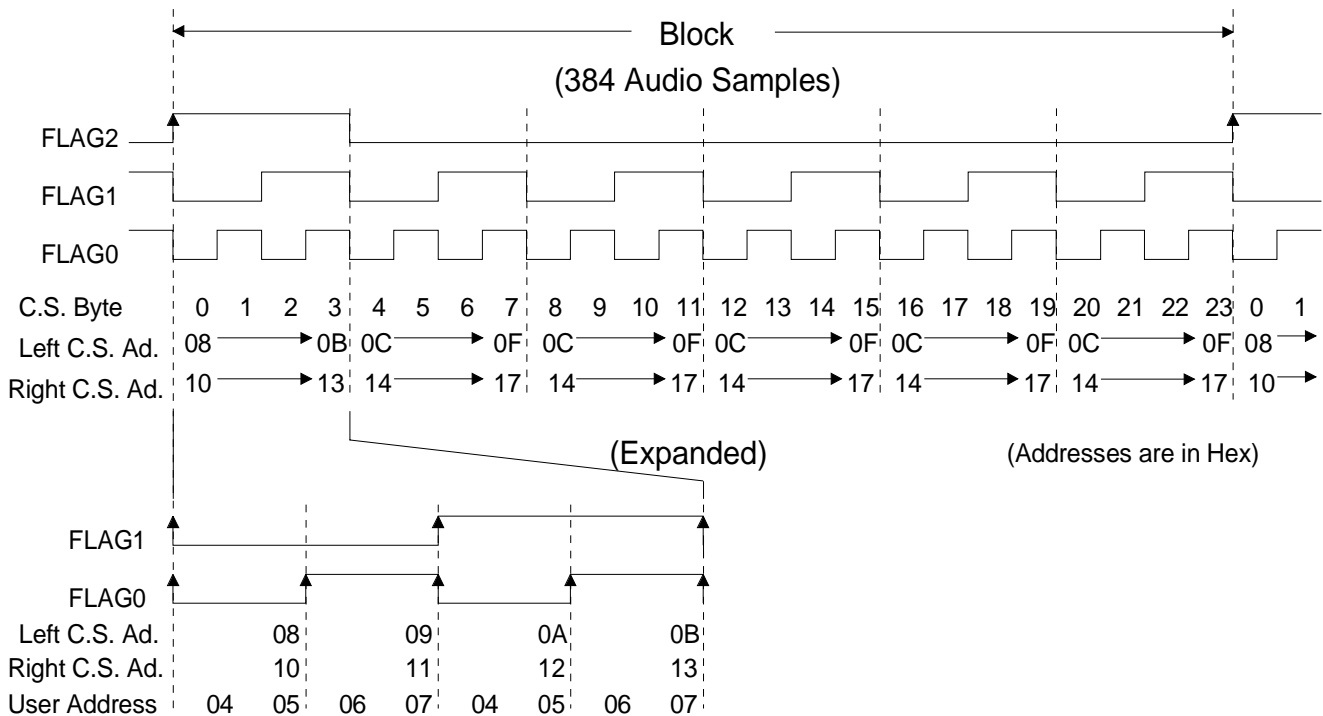 Block
(384 Audio Samples)
FLAG2
FLAG1
FLAG0
C.S. Byte 0 1 2 3 4 5 6 7 8 9 10 11 12 13 14 15 16 17 18 19 20 21 22 23 0 1
Left C.S. Ad. 08 0B 0C 0F 0C 0F 0C 0F 0C 0F 0C 0F 08
Right C.S. Ad. 10 13 14 17 14 17 14 17 14 17 14 17 10
(Expanded) (Addresses are in Hex)
FLAG1
FLAG0
Left C.S. Ad. 08 09 0A 0B
Right C.S. Ad. 10 11 12 13
User Address 04 05 06 07 04 05 06 07